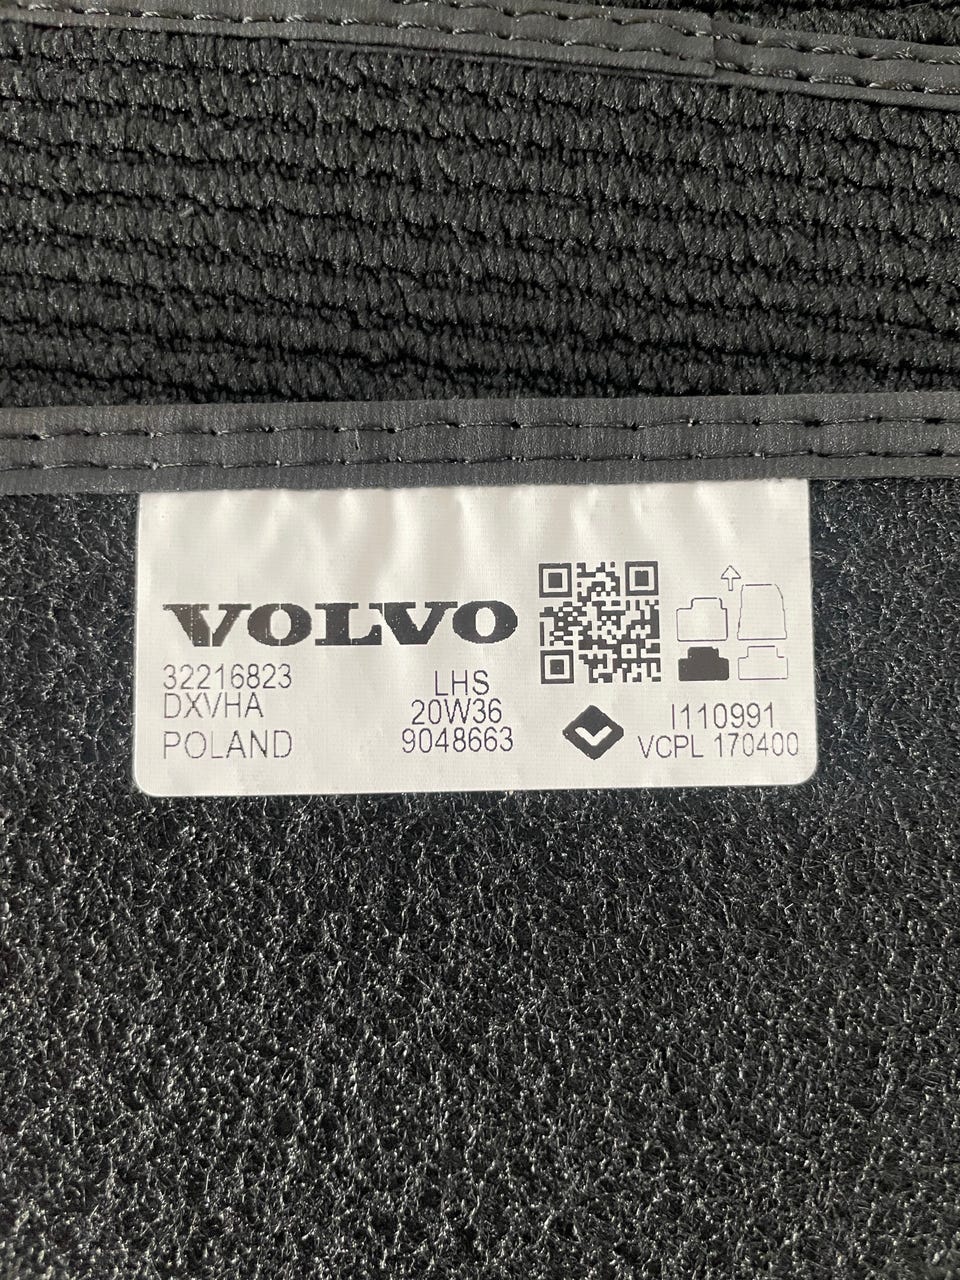 VOLVO
32216823
DXVHA
POLAND
LHS
20W36
9048663
I110991
VCPL 170400